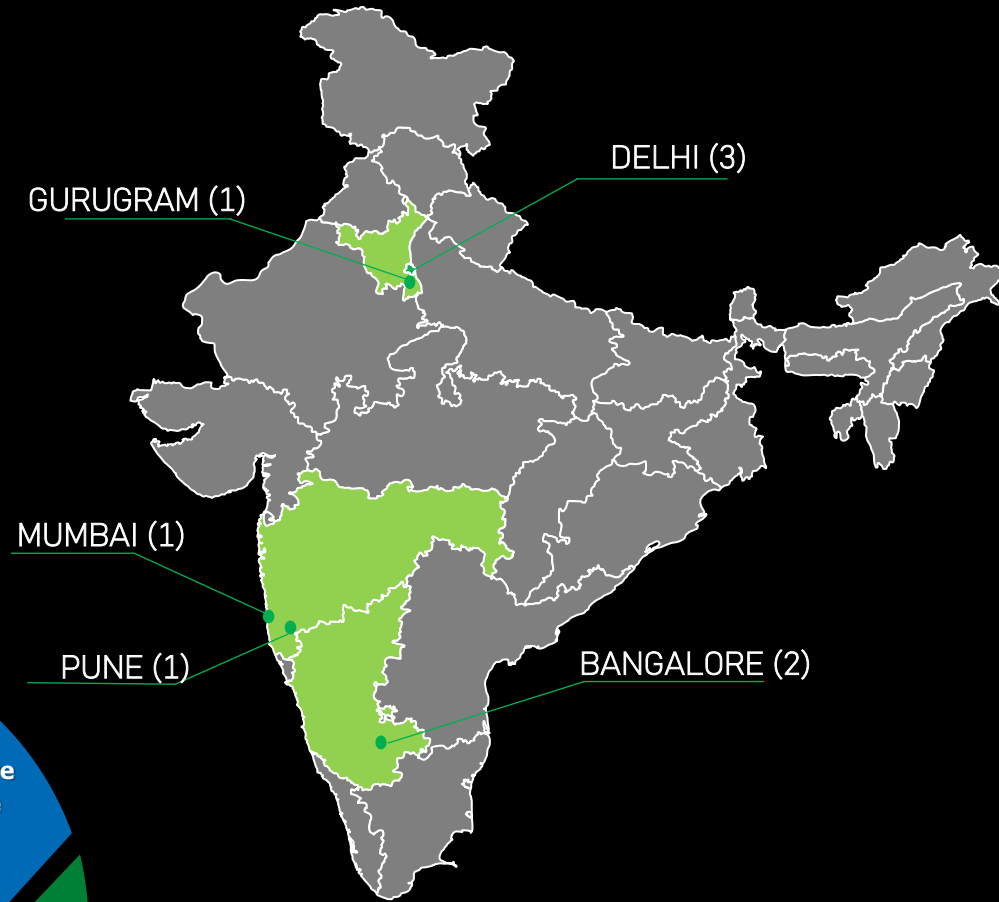 DELHI (3)
GURUGRAM (1)
MUMBAI (1)
PUNE (1)
BANGALORE (2)